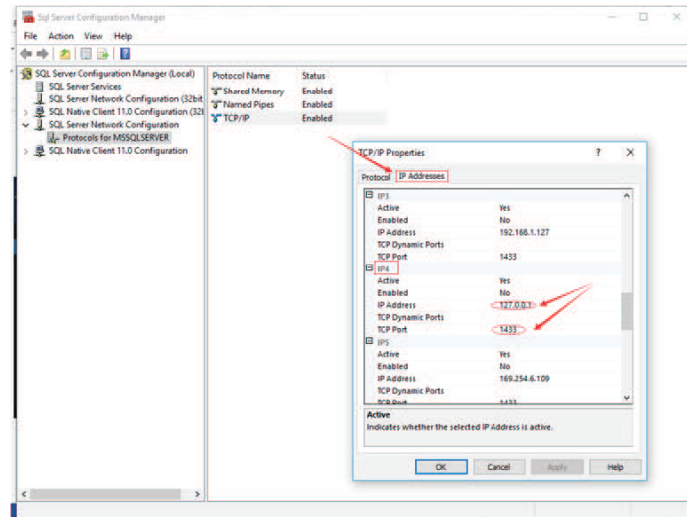 Sql Server Configuration Manager
File Action View Help
SQL Server Configuration Manager (Local)
SQL Server Services
SQL Server Network Configuration (32bit
SQL Native Client 11.0 Configuration (32l
SQL Server Network Configuration
Protocols for MSSQLSERVER
SQL Native Client 11.0 Configuration
Protocol Name Status
Shared Memory Enabled
Named Pipes Enabled
TCP/IP Enabled
TCP/IP Properties ? X
Protocol IP Addresses
IP3
Active Yes
Enabled No
IP Address 192.168.1.127
TCP Dynamic Ports
TCP Port 1433
IP4
Active Yes
Enabled No
IP Address 127.0.0.1
TCP Dynamic Ports
TCP Port 1433
IP5
Active Yes
Enabled No
IP Address 169.254.6.109
TCP Dynamic Ports
TCP Port 1433
Active
Indicates whether the selected IP Address is active.
OK Cancel Apply Help